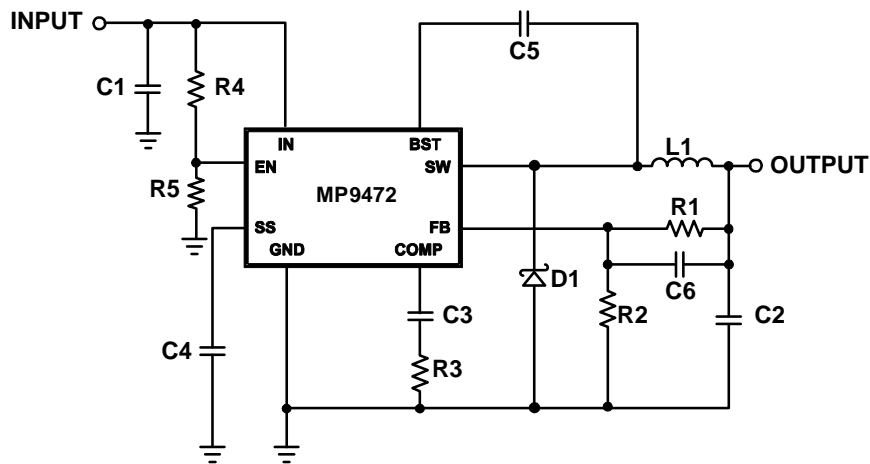 INPUT
C1
R4
C5
IN
BST
L1
EN
SW
OUTPUT
R5
MP9472
R1
SS
FB
GND
COMP
D1
C6
C3
R2
C2
C4
R3